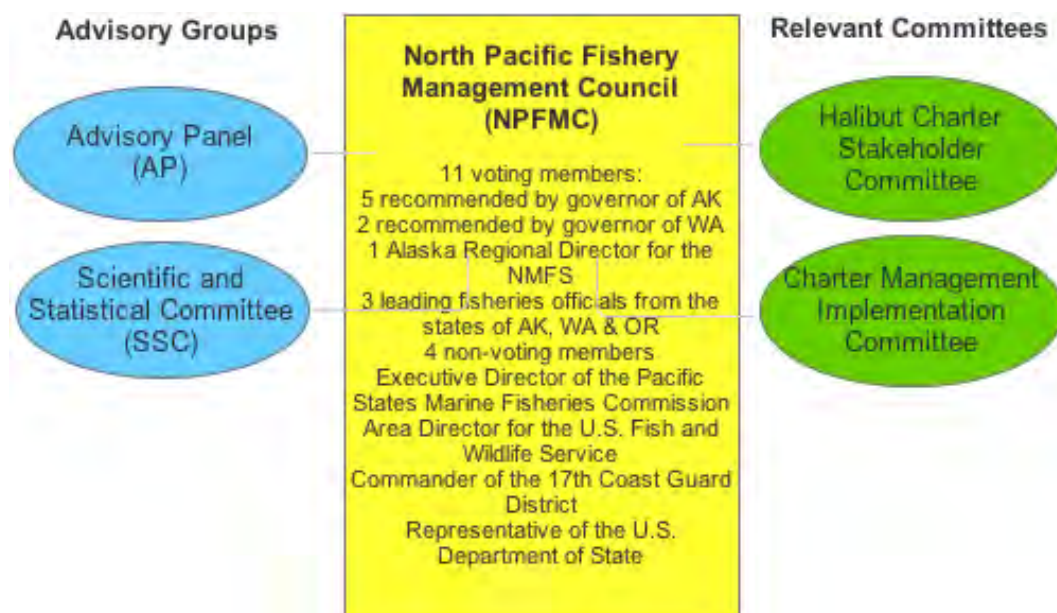 Advisory Groups
Advisory Panel
(AP)
Scientific and
Statistical Committee
(SSC)
North Pacific Fishery
Management Council
(NPFMC)
11 voting members:
5 recommended by governor of AK
2 recommended by governor of WA
1 Alaska Regional Director for the
NMFS
3 leading fisheries officials from the
states of AK, WA & OR
4 non-voting members
Executive Director of the Pacific
States Marine Fisheries Commission
Area Director for the U.S. Fish and
Wildlife Service
Commander of the 17th Coast Guard
District
Representative of the U.S.
Department of State
Relevant Committees
Halibut Charter
Stakeholder
Committee
Charter Management
Implementation
Committee